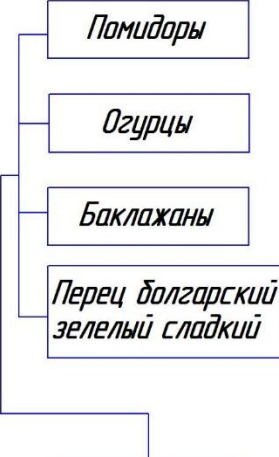 Помидоры
Огурцы
Баклажаны
Перец болгарский
зелелый сладкий